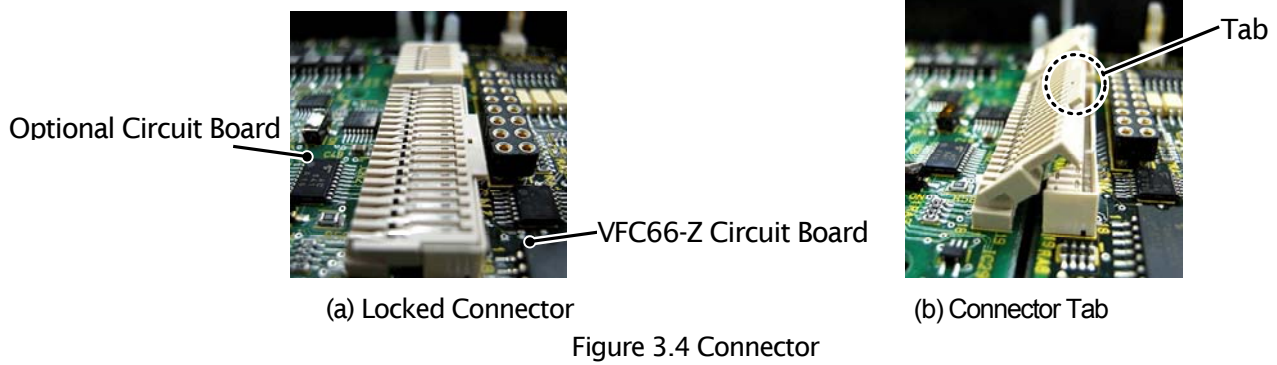 Tab
Optional Circuit Board
VFC66-Z Circuit Board
(a) Locked Connector
(b) Connector Tab
Figure 3.4 Connector